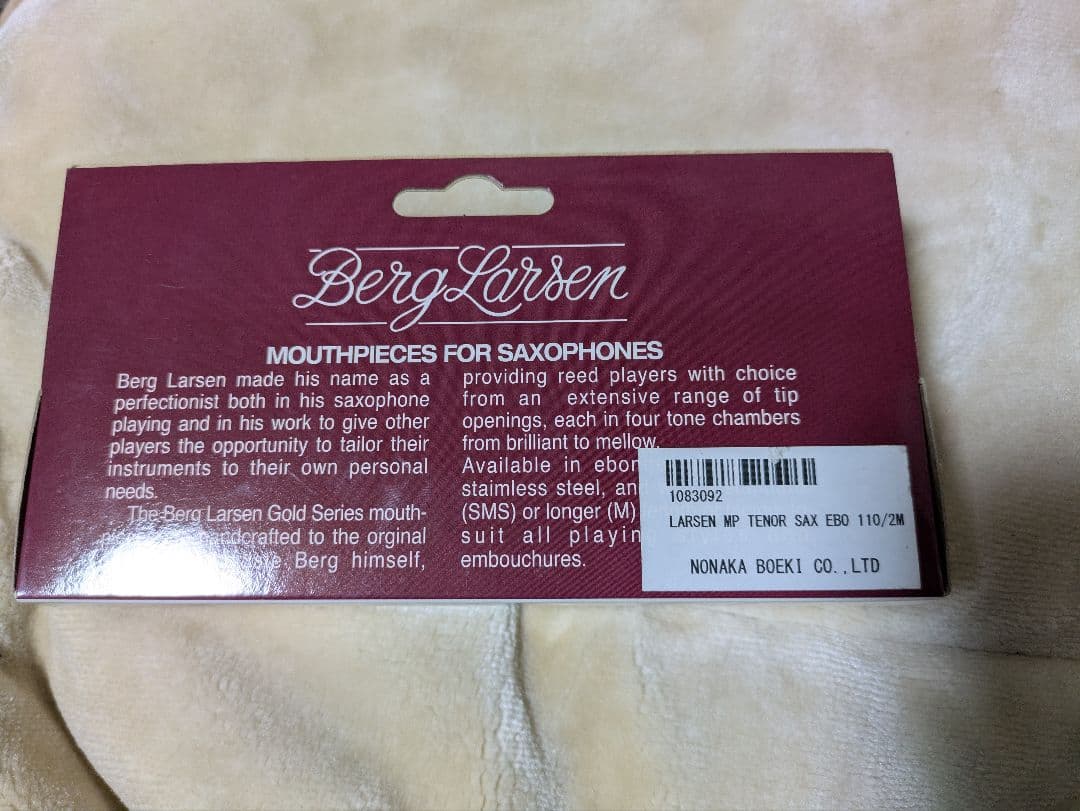 Berg Larsen
MOUTHPIECES FOR SAXOPHONES
Berg Larsen made his name as a
perfectionist both in his saxophone
playing and in his work to give other
players the opportunity to tailor their
instruments to their own personal
needs.
The Berg Larsen Gold Series mouth-
handcrafted to the orginal
Berg himself,
providing reed players with choice
from an extensive range of tip
openings, each in four tone chambers
from brilliant to mellow.
Available in
staimless steel,
(SMS) or longer (M)
suit all
embouchures.
1083092
LARSEN MP TENOR SAX EBO 110/2M
NONAKA BOEKI CO.,LTD